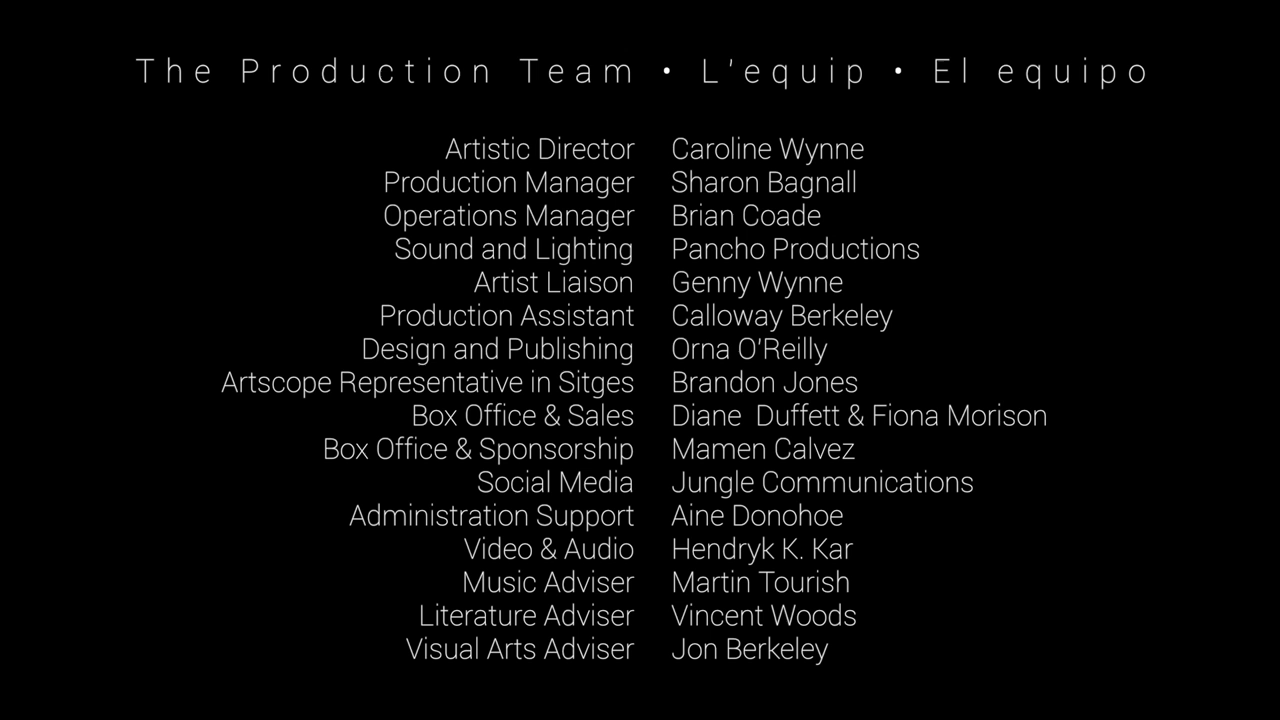 The Production Team • L'equip • El equipo
Artistic Director Caroline Wynne
Production Manager Sharon Bagnall
Operations Manager Brian Coade
Sound and Lighting Pancho Productions
Artist Liaison Genny Wynne
Production Assistant Calloway Berkeley
Design and Publishing Orna O'Reilly
Artscope Representative in Sitges Brandon Jones
Box Office & Sales Diane Duffett & Fiona Morison
Box Office & Sponsorship Mamen Calvez
Social Media Jungle Communications
Administration Support Aine Donohoe
Video & Audio Hendryk K. Kar
Music Adviser Martin Tourish
Literature Adviser Vincent Woods
Visual Arts Adviser Jon Berkeley